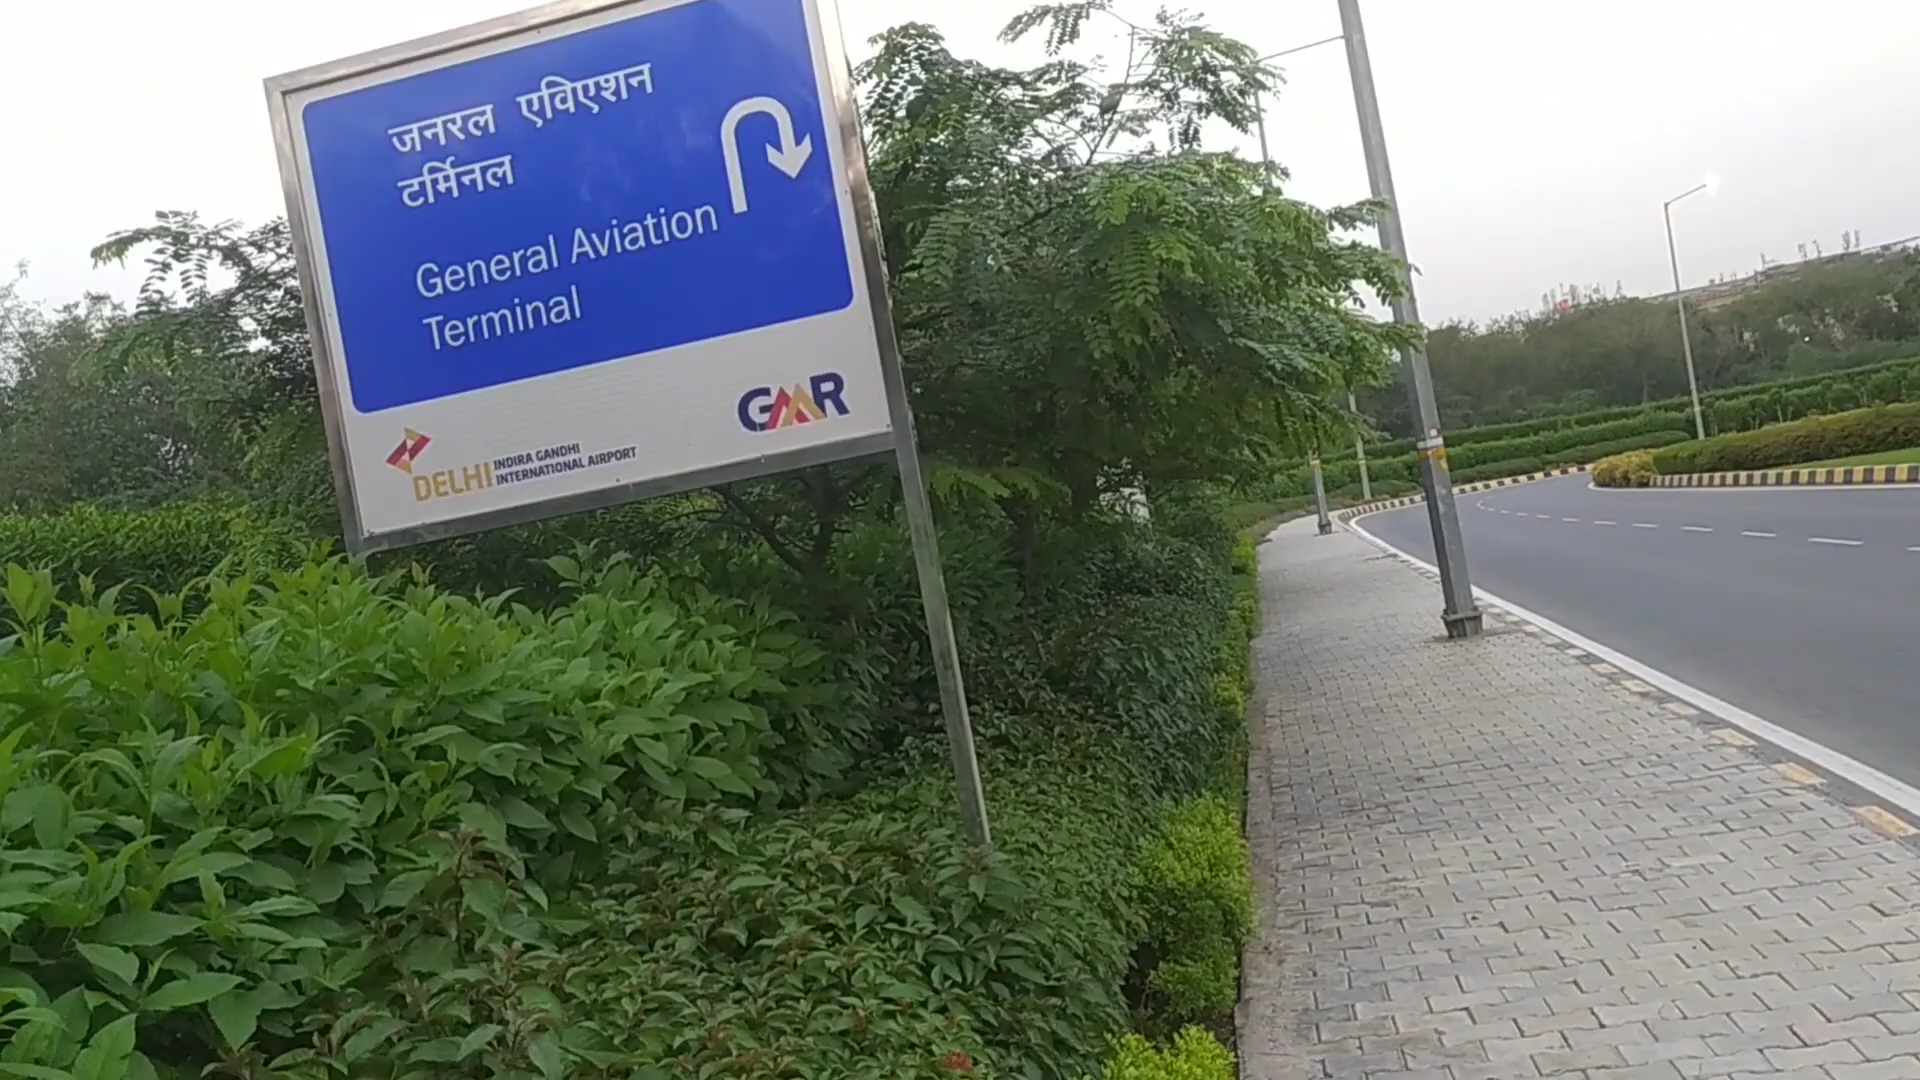 जनरल एविएशन
टर्मिनल
General Aviation
Terminal
DELHI INDIRA GANDHI
INTERNATIONAL AIRPORT
GMR